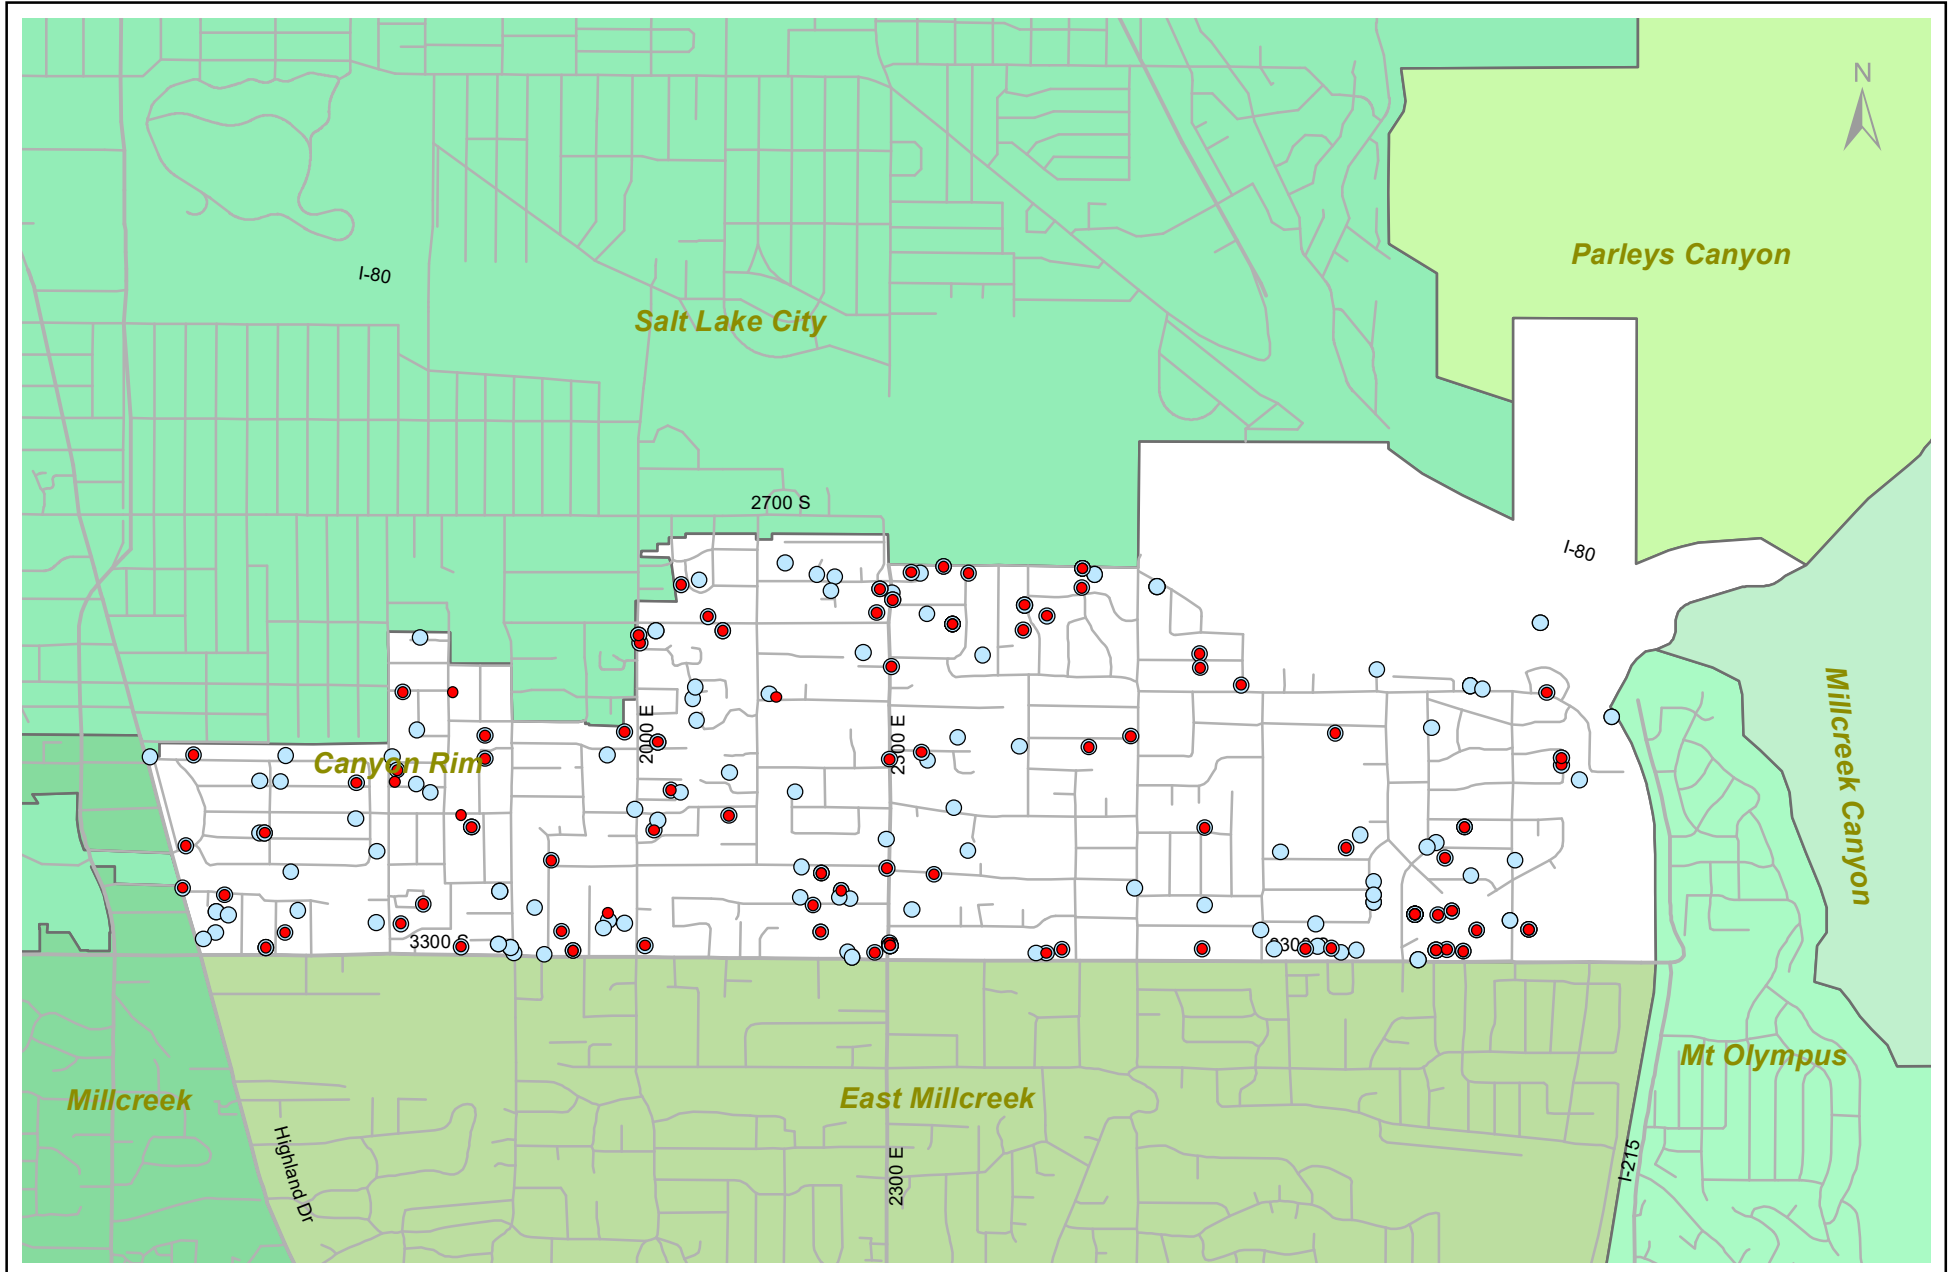 N
Parleys Canyon
I-80
Salt Lake City
2700 S
I-80
Millcreek Canyon
2000 E
2300 E
Canyon Rim
3300 S
3300 S
Mt Olympus
Millcreek
East Millcreek
Highland Dr
2300 E
I-215